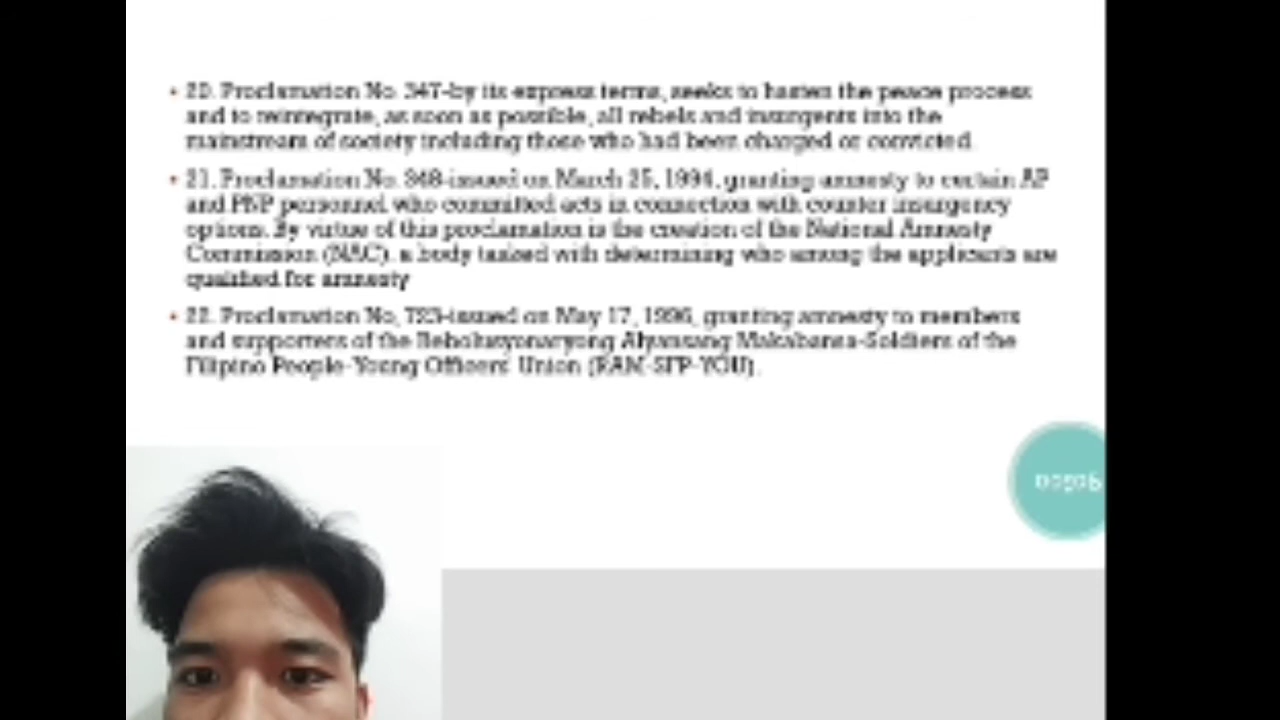 20. Proclamation No. 347-by its express terms, seeks to hasten the peace process
and to reintegrate, as soon as possible, all rebels and insurgents into the
mainstream of society including those who had been charged or convicted.
21. Proclamation No. 348-issued on March 25, 1994, granting amnesty to certain AP
and PNP personnel who committed acts in connection with counter insurgency
options. By virtue of this proclamation is the creation of the National Amnesty
Commission (NAC). a body tasked with determining who among the applicants are
qualified for amnesty
22. Proclamation No, 723-issued on May 17, 1996, granting amnesty to members
and supporters of the Rebolusyonaryong Alyansang Makabansa-Soldiers of the
Filipino People-Young Officers' Union (RAM-SFP-YOU).